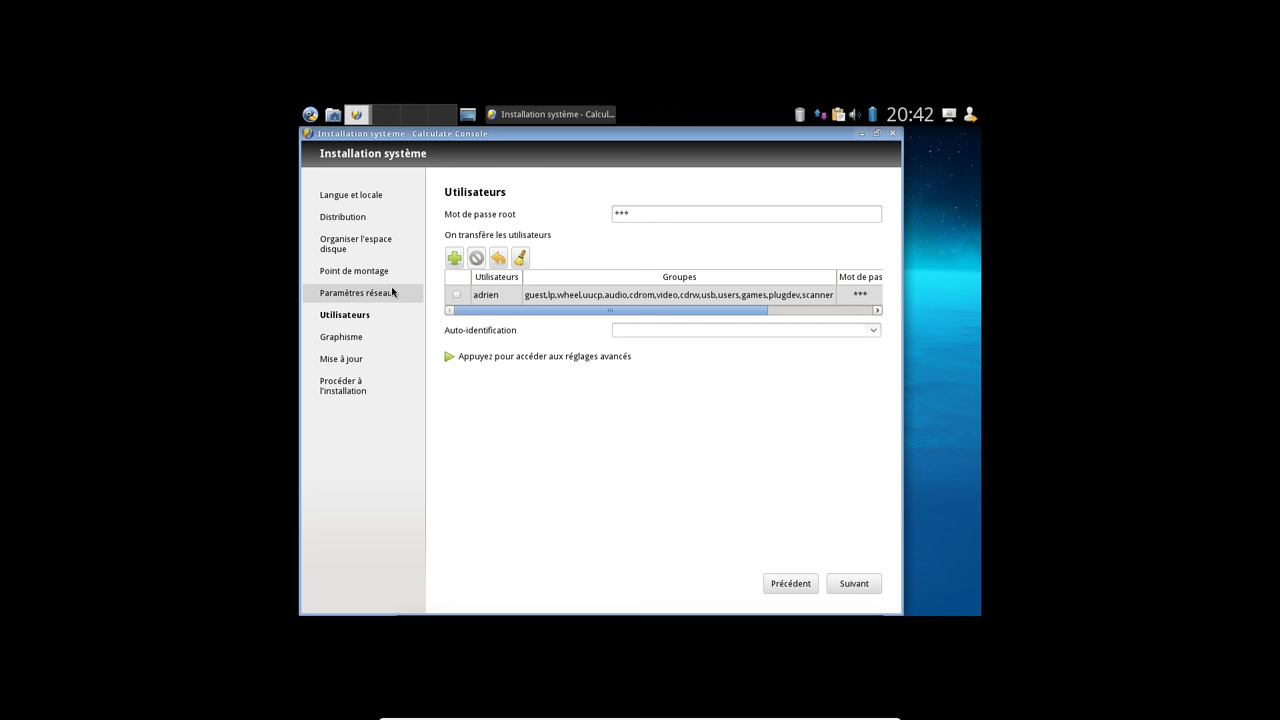 Installation système - Calcul...
20:42
Installation système - Calculate Console
Installation système
Langue et locale
Distribution
Organiser l'espace
disque
Point de montage
Paramètres réseau
Utilisateurs
Graphisme
Mise à jour
Procéder à
l'installation
Utilisateurs
Mot de passe root
***
On transfère les utilisateurs
Utilisateurs Groupes Mot de pas
adrien guest,lp,wheel,uucp,audio,cdrom,video,cdrw,usb,users,games,plugdev,scanner ***
Auto-identification
Appuyez pour accéder aux réglages avancés
Précédent Suivant